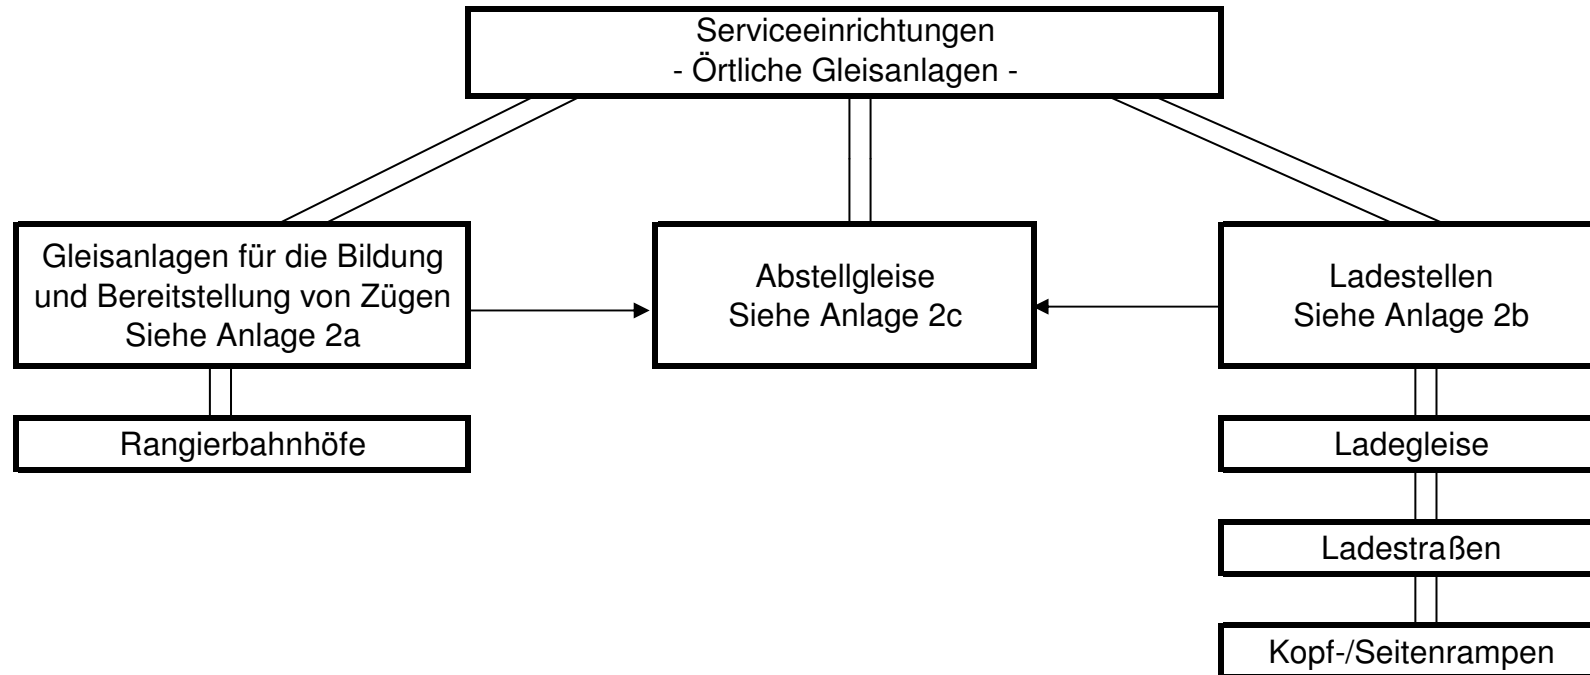 Serviceeinrichtungen
- Örtliche Gleisanlagen -
Gleisanlagen für die Bildung
und Bereitstellung von Zügen
Siehe Anlage 2a
Abstellgleise
Siehe Anlage 2c
Ladestellen
Siehe Anlage 2b
Rangierbahnhöfe
Ladegleise
Ladestraßen
Kopf-/Seitenrampen